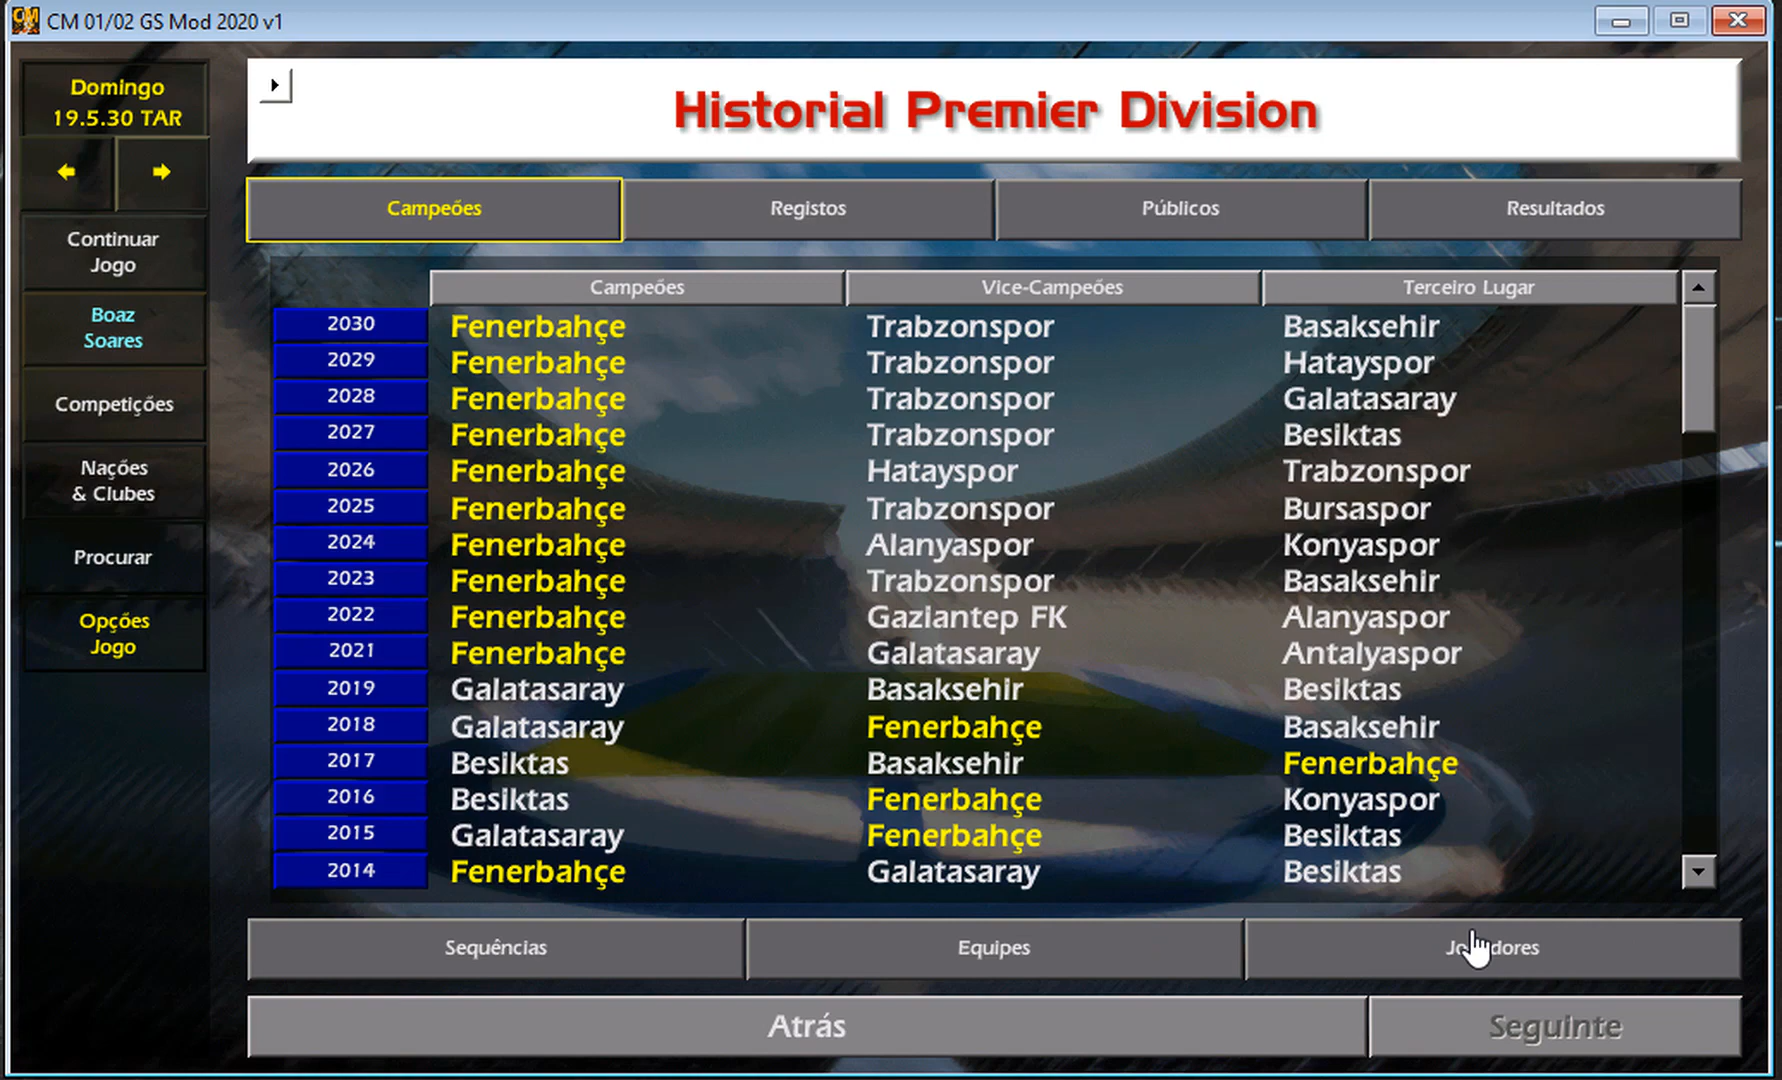 CM 01/02 GS Mod 2020 v1
Domingo
19.5.30 TAR
Continuar
Jogo
Boaz
Soares
Competições
Nações
& Clubes
Procurar
Opções
Jogo
Historial Premier Division
Campeões Registos Públicos Resultados
Campeões Vice-Campeões Terceiro Lugar
2030 Fenerbahçe Trabzonspor Basaksehir
2029 Fenerbahçe Trabzonspor Hatayspor
2028 Fenerbahçe Trabzonspor Galatasaray
2027 Fenerbahçe Trabzonspor Besiktas
2026 Fenerbahçe Hatayspor Trabzonspor
2025 Fenerbahçe Trabzonspor Bursaspor
2024 Fenerbahçe Alanyaspor Konyaspor
2023 Fenerbahçe Trabzonspor Basaksehir
2022 Fenerbahçe Gaziantep FK Alanyaspor
2021 Fenerbahçe Galatasaray Antalyaspor
2019 Galatasaray Basaksehir Besiktas
2018 Galatasaray Fenerbahçe Basaksehir
2017 Besiktas Basaksehir Fenerbahçe
2016 Besiktas Fenerbahçe Konyaspor
2015 Galatasaray Fenerbahçe Besiktas
2014 Fenerbahçe Galatasaray Besiktas
Sequências Equipes
Atrás Seguinte